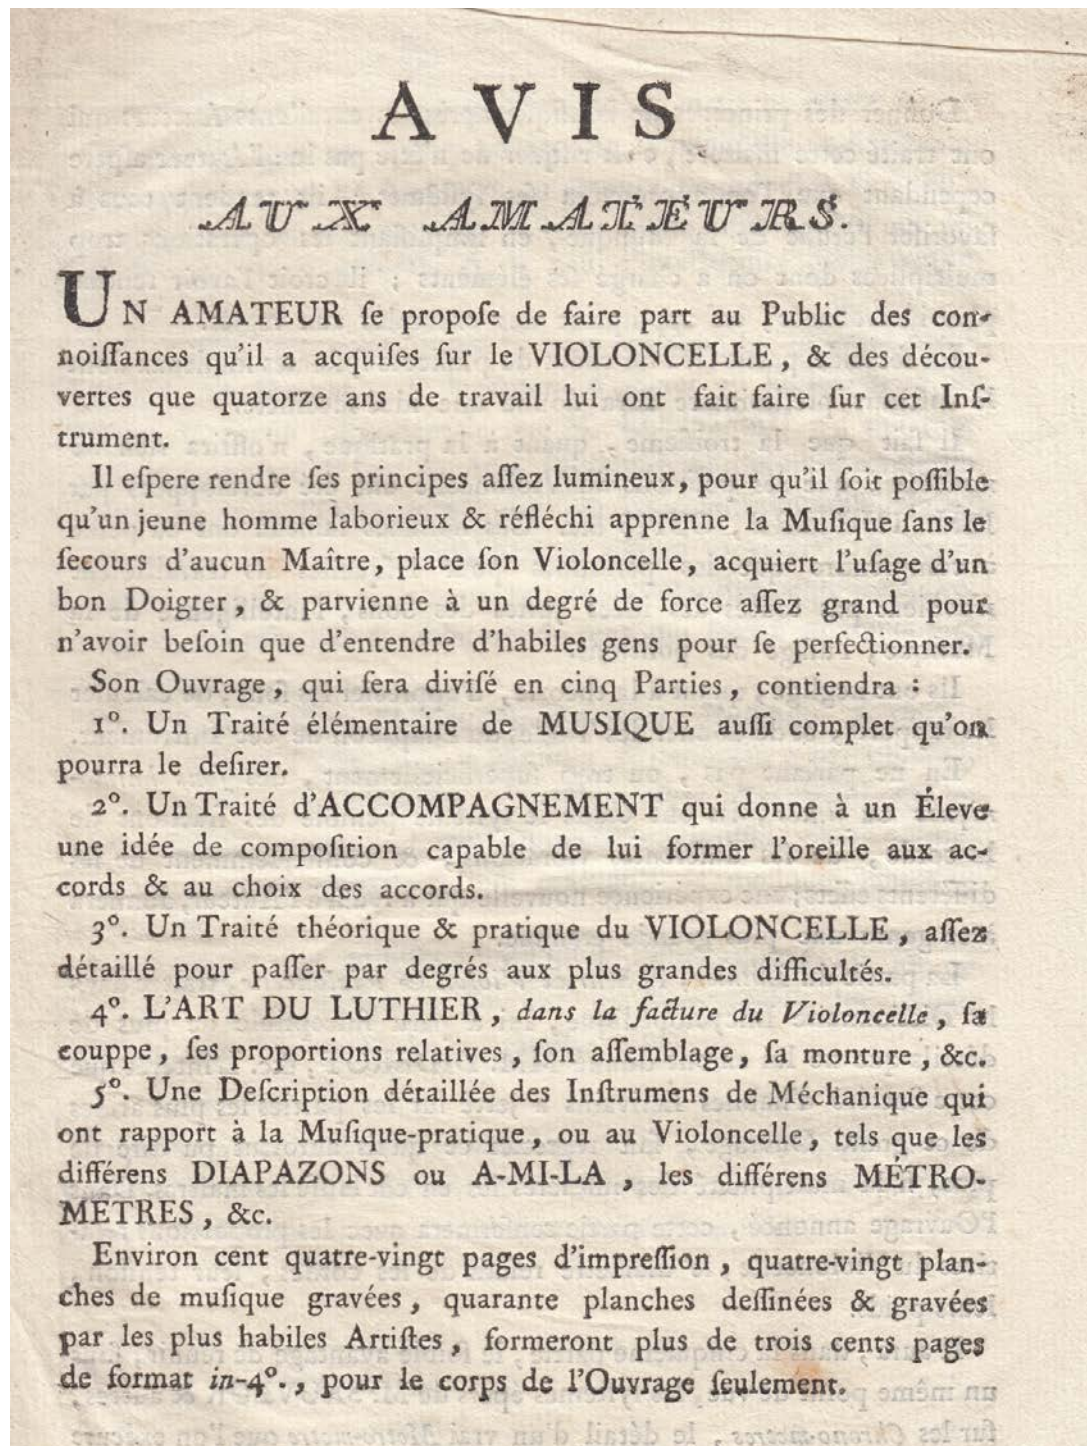 AVIS
AUX AMATEURS.
UN AMATEUR ſe propoſe de faire part au Public des con-
noiſſances qu'il a acquiſes ſur le VIOLONCELLE, & des décou-
vertes que quatorze ans de travail lui ont fait faire ſur cet Inſ-
trument.
Il eſpere rendre ſes principes aſſez lumineux, pour qu'il ſoit poſſible
qu'un jeune homme laborieux & réfléchi apprenne la Muſique ſans le
ſecours d'aucun Maître, place ſon Violoncelle, acquiert l'uſage d'un
bon Doigter, & parvienne à un degré de force aſſez grand pour
n'avoir beſoin que d'entendre d'habiles gens pour ſe perfectionner.
Son Ouvrage, qui ſera diviſé en cinq Parties, contiendra :
1°. Un Traité élémentaire de MUSIQUE auſſi complet qu'on
pourra le deſirer.
2°. Un Traité d'ACCOMPAGNEMENT qui donne à un Éleve
une idée de compoſition capable de lui former l'oreille aux ac-
cords & au choix des accords.
3°. Un Traité théorique & pratique du VIOLONCELLE, aſſez
détaillé pour paſſer par degrés aux plus grandes difficultés.
4°. L'ART DU LUTHIER, dans la facture du Violoncelle, ſa
couppe, ſes proportions relatives, ſon aſſemblage, ſa monture, &c.
5°. Une Deſcription détaillée des Inſtrumens de Méchanique qui
ont rapport à la Muſique-pratique, ou au Violoncelle, tels que les
différens DIAPAZONS ou A-MI-LA, les différens MÉTRO-
METRES, &c.
Environ cent quatre-vingt pages d'impreſſion, quatre-vingt plan-
ches de muſique gravées, quarante planches deſſinées & gravées
par les plus habiles Artiſtes, formeront plus de trois cents pages
de format in-4°., pour le corps de l'Ouvrage ſeulement.